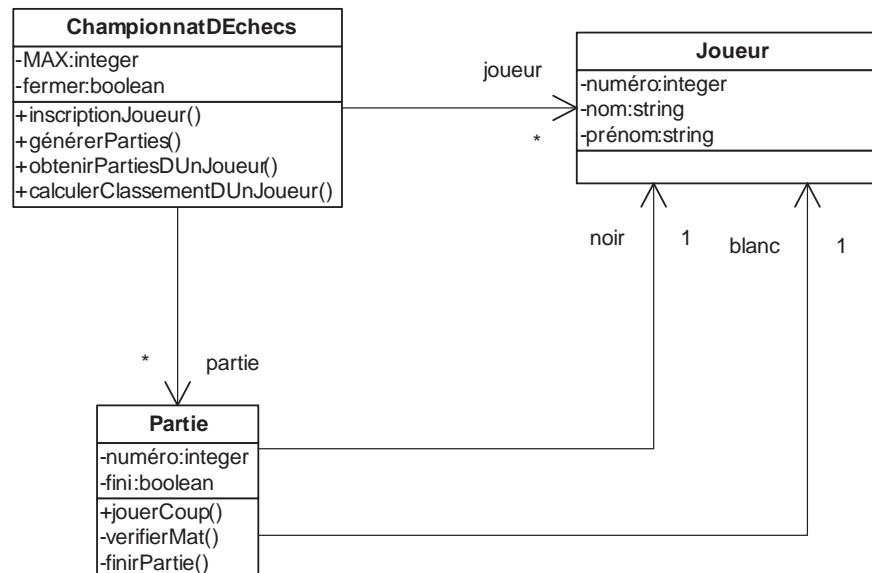 ChampionnatDEchecs
-MAX:integer
-fermer:boolean
+inscriptionJoueur()
+générerParties()
+obtenirPartiesDUnJoueur()
+calculerClassementDUnJoueur()
joueur
*
Joueur
-numéro:integer
-nom:string
-prénom:string
noir
1
blanc
1
*
partie
Partie
-numéro:integer
-fini:boolean
+jouerCoup()
-verifierMat()
-finirPartie()